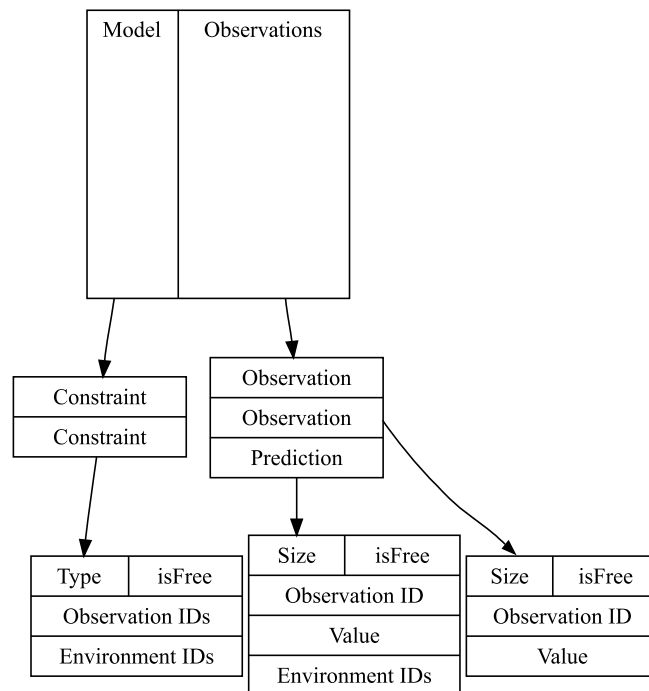 Model Observations
Constraint
Constraint
Observation
Observation
Prediction
Type isFree
Observation IDs
Environment IDs
Size isFree
Observation ID
Value
Environment IDs
Size isFree
Observation ID
Value